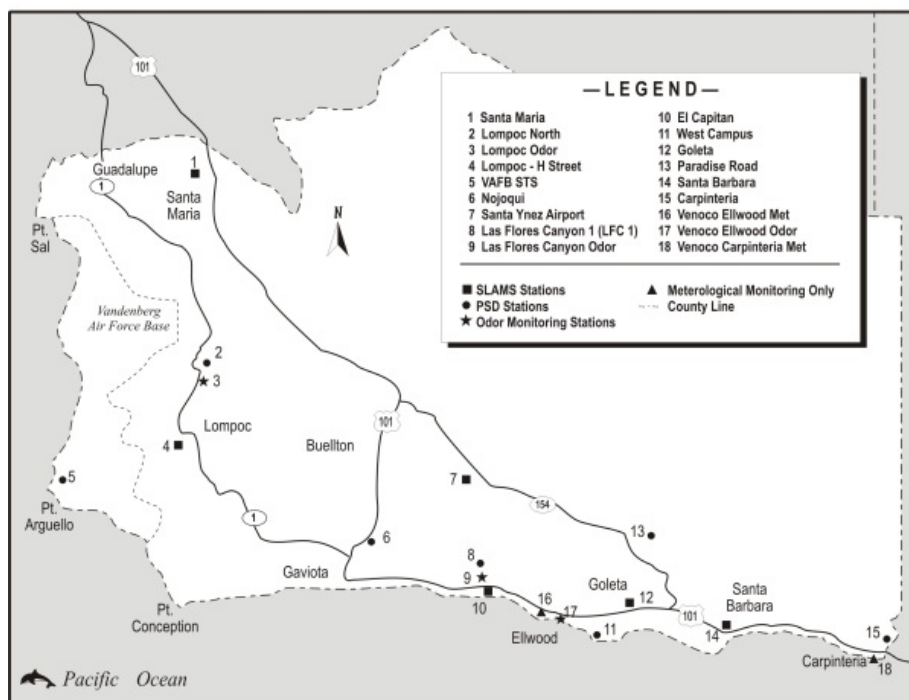 —LEGEND—
1 Santa Maria
2 Lompoc North
3 Lompoc Odor
4 Lompoc - H Street
5 VAFB STS
6 Nojoqui
7 Santa Ynez Airport
8 Las Flores Canyon 1 (LFC 1)
9 Las Flores Canyon Odor
10 El Capitan
11 West Campus
12 Goleta
13 Paradise Road
14 Santa Barbara
15 Carpinteria
16 Venoco Ellwood Met
17 Venoco Ellwood Odor
18 Venoco Carpinteria Met
SLAMS Stations
PSD Stations
Odor Monitoring Stations
Meterological Monitoring Only
County Line
101
Guadalupe
1
1
Santa
Maria
N
Pt.
Sal
Vandenberg
Air Force Base
2
3
Lompoc
4
5
Pt.
Arguello
Buellton
101
7
154
1
6
13
8
9
10
Gaviota
Pt.
Conception
16
17
Ellwood
11
Goleta
12
101
Santa
Barbara
14
15
Carpinteria
18
Pacific Ocean